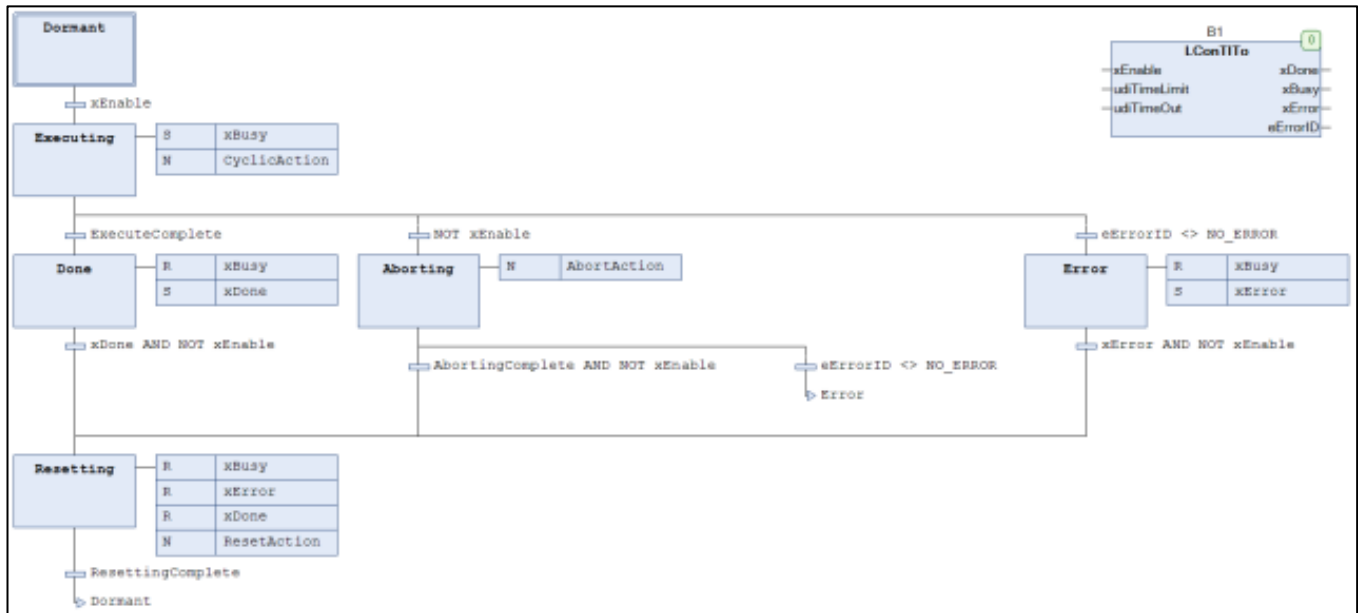 Dormant
B1
0
LConTlTo
xEnable
xDone
udiTimeLimit
xBusy
udiTimeOut
xError
eErrorID
xEnable
Executing
S xBusy
N CyclicAction
ExecuteComplete
NOT xEnable
eErrorID <> NO_ERROR
Done
R xBusy
S xDone
Aborting
N AbortAction
Error
R xBusy
S xError
xDone AND NOT xEnable
AbortingComplete AND NOT xEnable
eErrorID <> NO_ERROR
xError AND NOT xEnable
Error
Resetting
R xBusy
R xError
R xDone
N ResetAction
ResettingComplete
Dormant